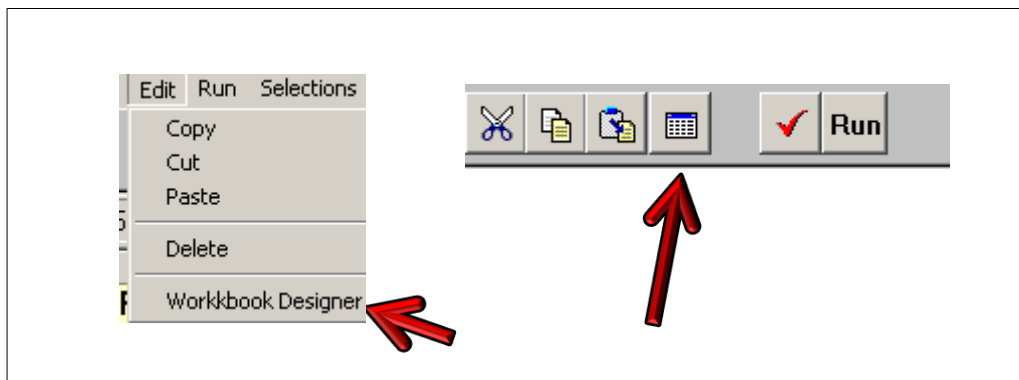 Edit Run Selections
Copy
Cut
Paste
Delete
Workkbook Designer
Run